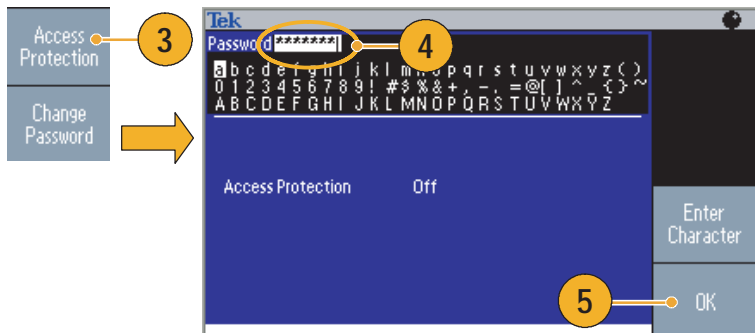 Access
Protection
3
Change
Password
Tek
Password *******
4
a b c d e f g h i j k l m n o p q r s t u v w x y z ( )
0 1 2 3 4 5 6 7 8 9 ! # $ % & + , - . = @ [ ] ^ _ { } ~
A B C D E F G H I J K L M N O P Q R S T U V W X Y Z
Access Protection Off
Enter
Character
5
OK